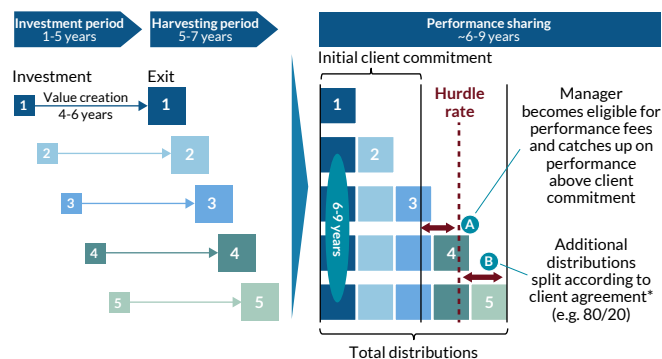 Investment period
1-5 years
Harvesting period
5-7 years
Performance sharing
~6-9 years
Initial client commitment
Investment
Exit
1
Value creation
4-6 years
1
2
2
3
3
4
4
5
5
Hurdle
rate
1
2
3
4
5
6-9 years
A
B
Manager
becomes eligible for
performance fees
and catches up on
performance
above client
commitment
Additional
distributions
split according to
client agreement*
(e.g. 80/20)
Total distributions